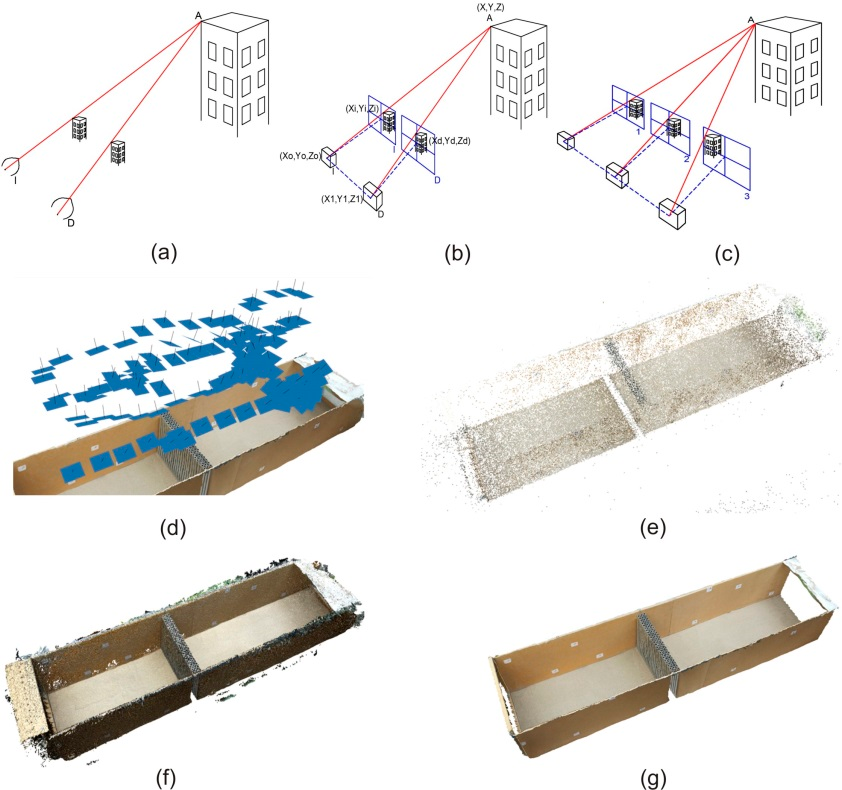 A
I
D
(a)
(X,Y,Z)
A
(Xi,Yi,Zi)
I
(Xd,Yd,Zd)
D
(Xo,Yo,Zo)
I
(X1,Y1,Z1)
D
(b)
A
1
2
3
(c)
(d)
(e)
(f)
(g)